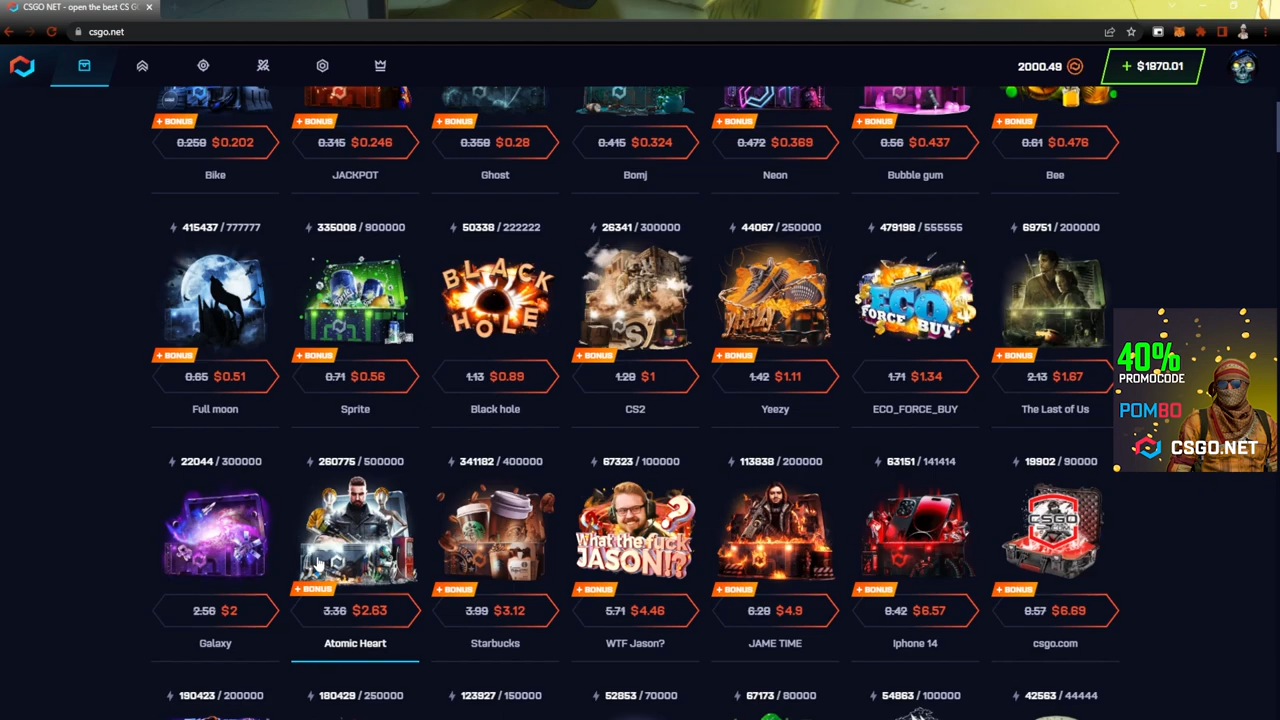 CSGO NET - open the best CS G
csgo.net
2000.49
+ $1970.01
+ BONUS
+ BONUS
+ BONUS
+ BONUS
+ BONUS
0.259 $0.202
0.315 $0.246
0.359 $0.28
0.415 $0.324
0.472 $0.369
0.56 $0.437
0.61 $0.476
Bike
JACKPOT
Ghost
Bomj
Neon
Bubble gum
Bee
415437 / 777777
335008 / 900000
50338 / 222222
26341 / 300000
44067 / 250000
479198 / 555555
69751 / 200000
BLACK
HOLE
YEEZY
ECO
FORCE BUY
+ BONUS
+ BONUS
+ BONUS
+ BONUS
+ BONUS
0.65 $0.51
0.71 $0.56
1.13 $0.89
1.28 $1
1.42 $1.11
1.71 $1.34
2.13 $1.67
Full moon
Sprite
Black hole
CS2
Yeezy
ECO_FORCE_BUY
The Last of Us
40%
PROMOCODE
POMBO
CSGO.NET
22044 / 300000
260775 / 500000
341182 / 400000
67323 / 100000
113838 / 200000
63151 / 141414
19902 / 90000
What the fuck
JASON!?
CSGO
+ BONUS
+ BONUS
+ BONUS
+ BONUS
2.56 $2
3.36 $2.63
3.99 $3.12
5.71 $4.46
6.28 $4.9
8.42 $6.57
8.57 $6.69
Galaxy
Atomic Heart
Starbucks
WTF Jason?
JAME TIME
Iphone 14
csgo.com
190423 / 200000
180429 / 250000
123927 / 150000
52853 / 70000
67173 / 80000
54863 / 100000
42563 / 44444